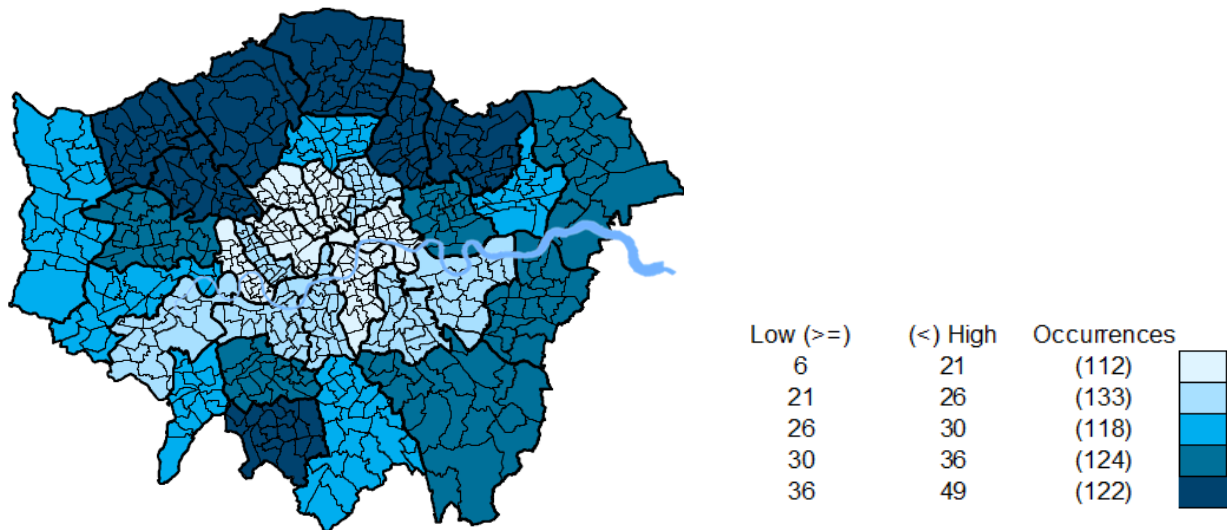 Low (>=) (<) High Occurrences
6 21 (112)
21 26 (133)
26 30 (118)
30 36 (124)
36 49 (122)